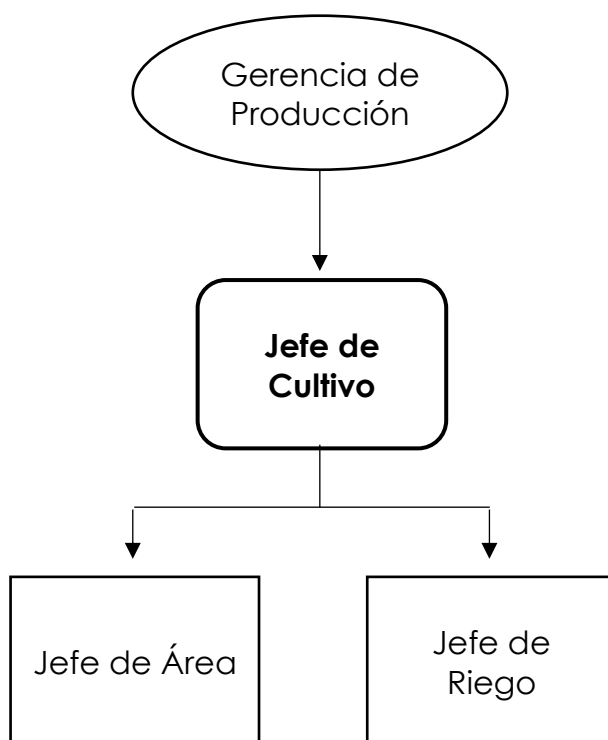 Gerencia de
Producción
Jefe de
Cultivo
Jefe de Área
Jefe de
Riego